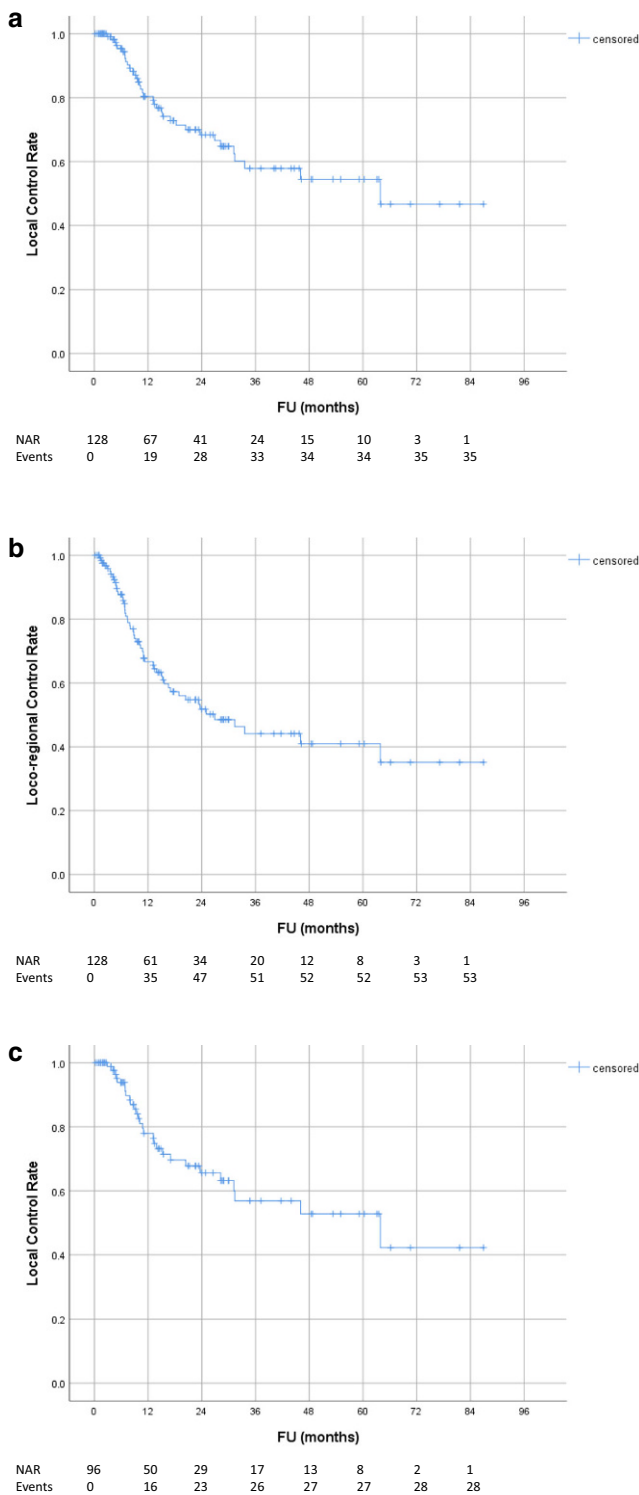 a
1.0
censored
0.8
0.6
0.4
0.2
0.0
Local Control Rate
0 12 24 36 48 60 72 84 96
FU (months)
NAR 128 67 41 24 15 10 3 1
Events 0 19 28 33 34 34 35 35
b
1.0
censored
0.8
0.6
0.4
0.2
0.0
Loco-regional Control Rate
0 12 24 36 48 60 72 84 96
FU (months)
NAR 128 61 34 20 12 8 3 1
Events 0 35 47 51 52 52 53 53
c
1.0
censored
0.8
0.6
0.4
0.2
0.0
Local Control Rate
0 12 24 36 48 60 72 84 96
FU (months)
NAR 96 50 29 17 13 8 2 1
Events 0 16 23 26 27 27 28 28